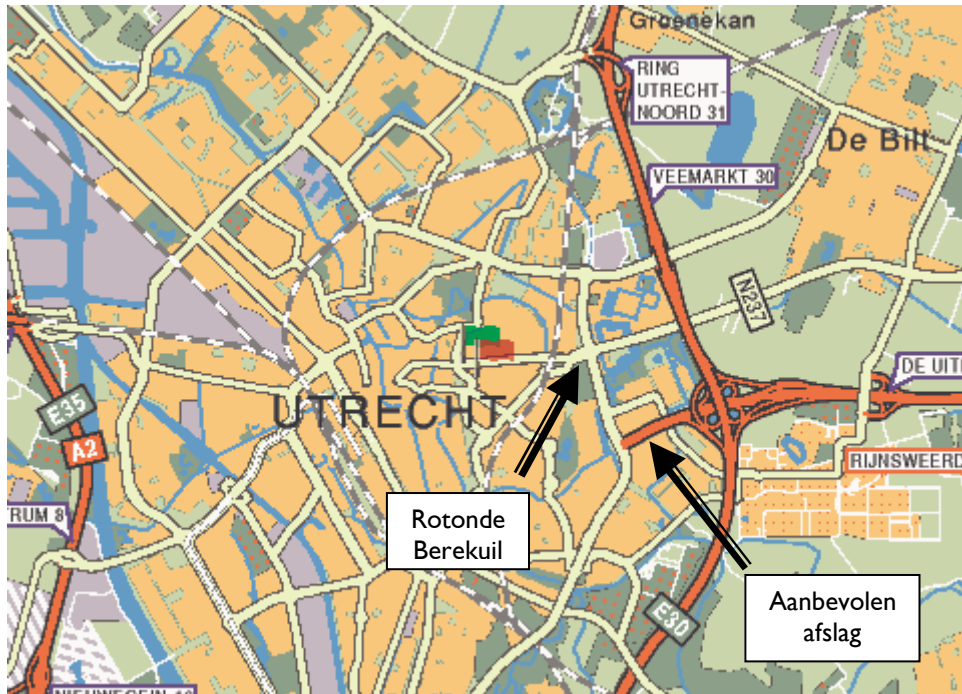 Groenekan
RING
UTRECHT-
NOORD 31
De Bilt
VEEMARKT 30
N237
DE UIT
E35
A2
UTRECHT
RIJNSWEERD
TRUM 8
Rotonde
Berekuil
Aanbevolen
afslag
E30
NIEUWEGEIN